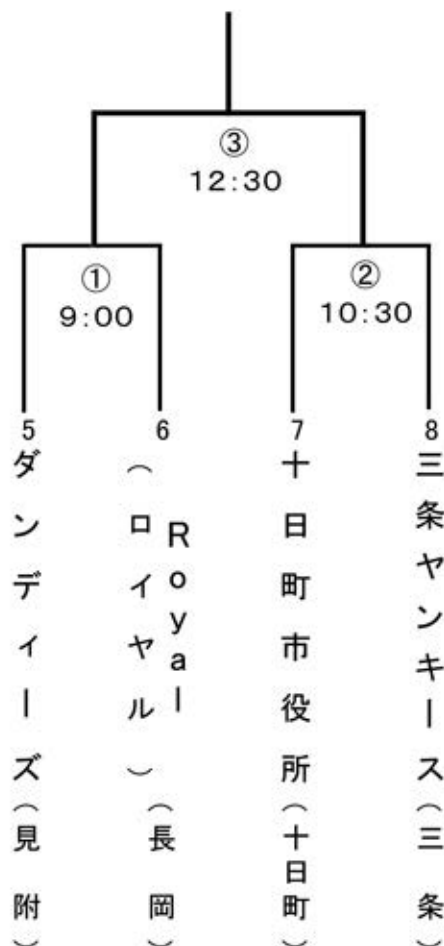 ③
12:30
①
9:00
②
10:30
5
6
7
8
ダンディーズ（見附）
Royal
（ロイヤル）
（長岡）
十日町市役所（十日町）
三条ヤンキース（三条）